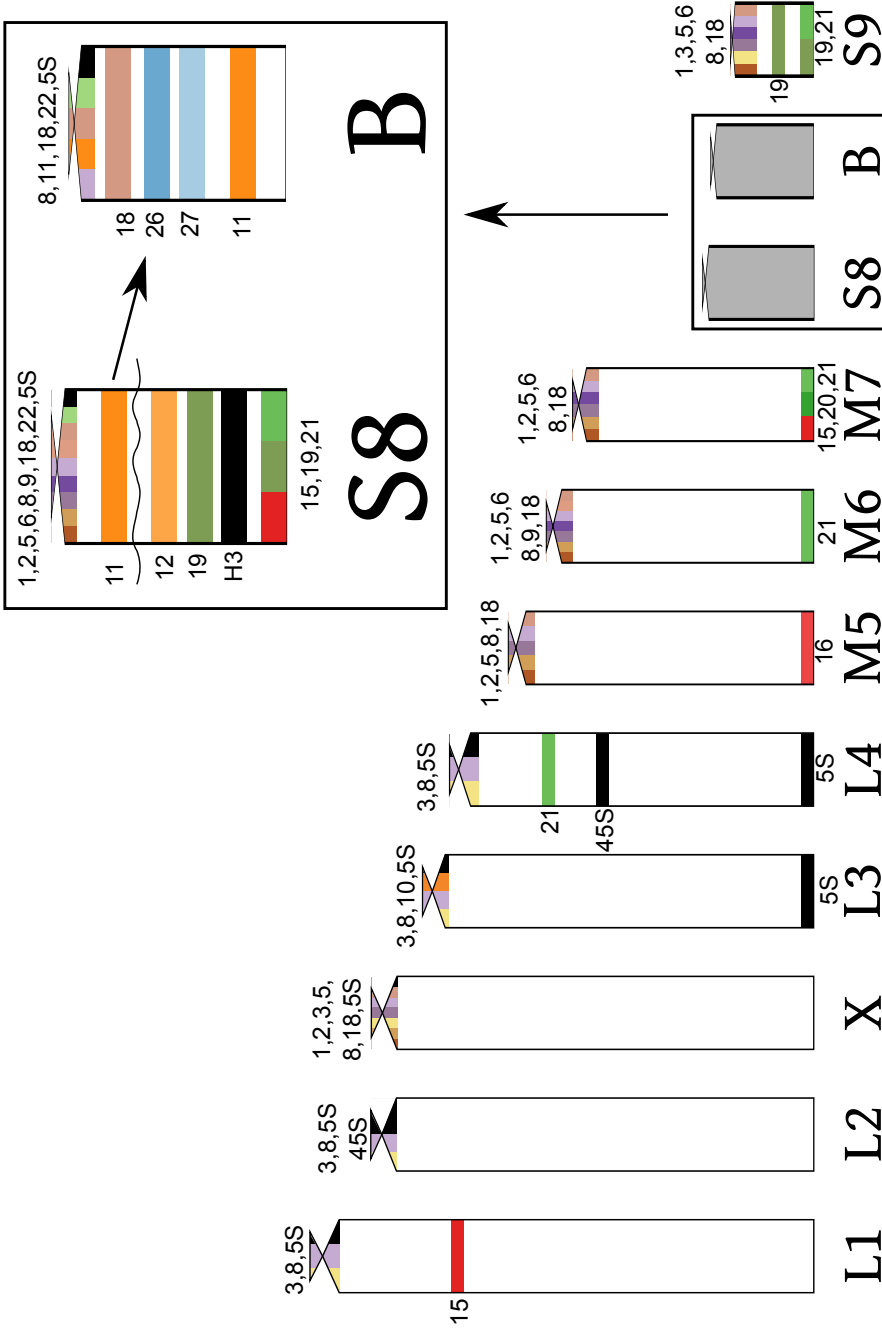 1,2,5,6,8,9,18,22,5S
11
12
19
H3
15,19,21
S8
8,11,18,22,5S
18
26
27
11
B
3,8,5S
15
L1
3,8,5S
45S
L2
1,2,3,5,
8,18,5S
X
3,8,10,5S
5S
L3
3,8,5S
21
45S
5S
L4
1,2,5,8,18
16
M5
1,2,5,6
8,9,18
21
M6
1,2,5,6
8,18
15,20,21
M7
S8
B
1,3,5,6
8,18
19
19,21
S9